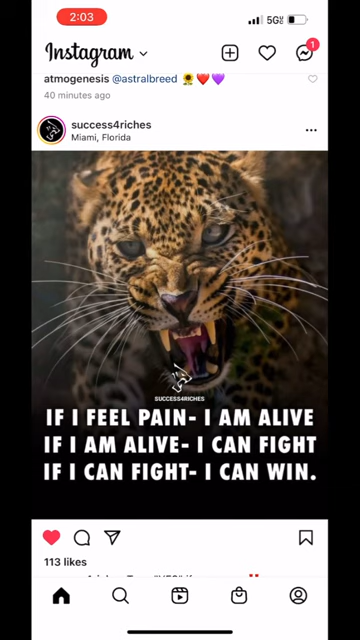 2:03
5G
Instagram
1
atmogenesis @astralbreed 🌻❤️💜
40 minutes ago
success4riches
Miami, Florida
SUCCESS4RICHES
IF I FEEL PAIN- I AM ALIVE
IF I AM ALIVE- I CAN FIGHT
IF I CAN FIGHT- I CAN WIN.
113 likes